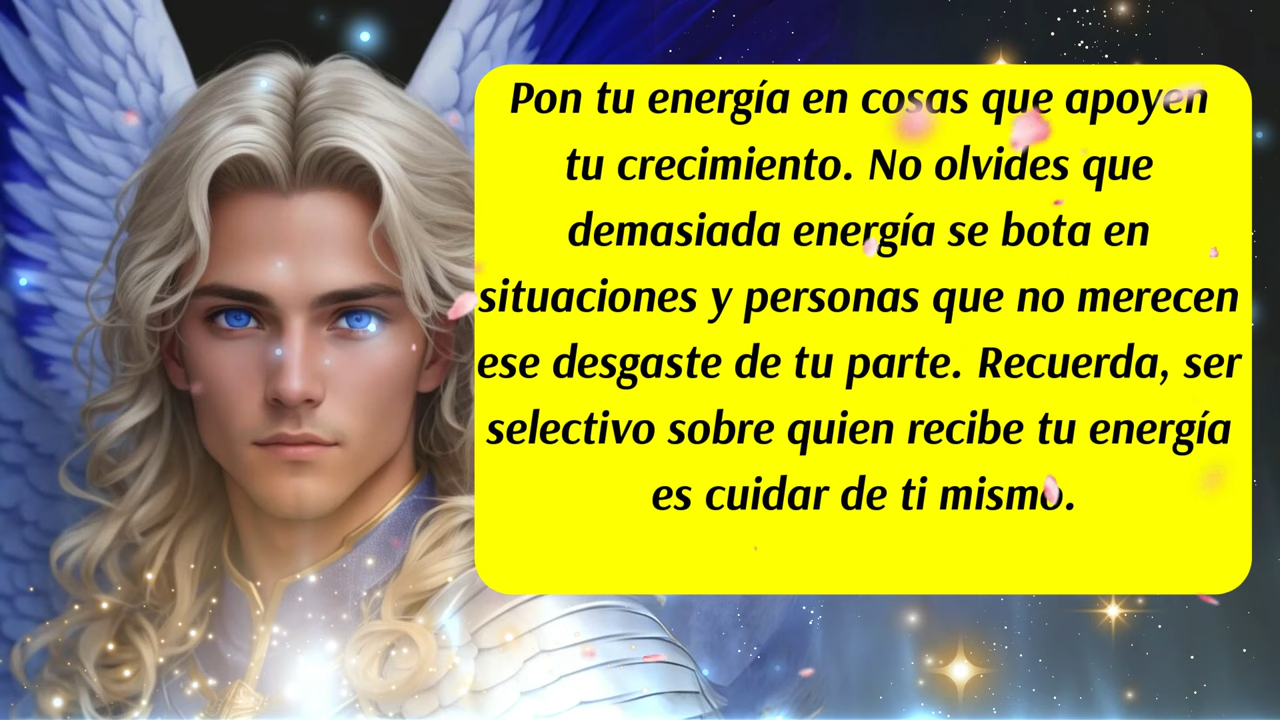 Pon tu energía en cosas que apoyen
tu crecimiento. No olvides que
demasiada energía se bota en
situaciones y personas que no merecen
ese desgaste de tu parte. Recuerda, ser
selectivo sobre quien recibe tu energía
es cuidar de ti mismo.